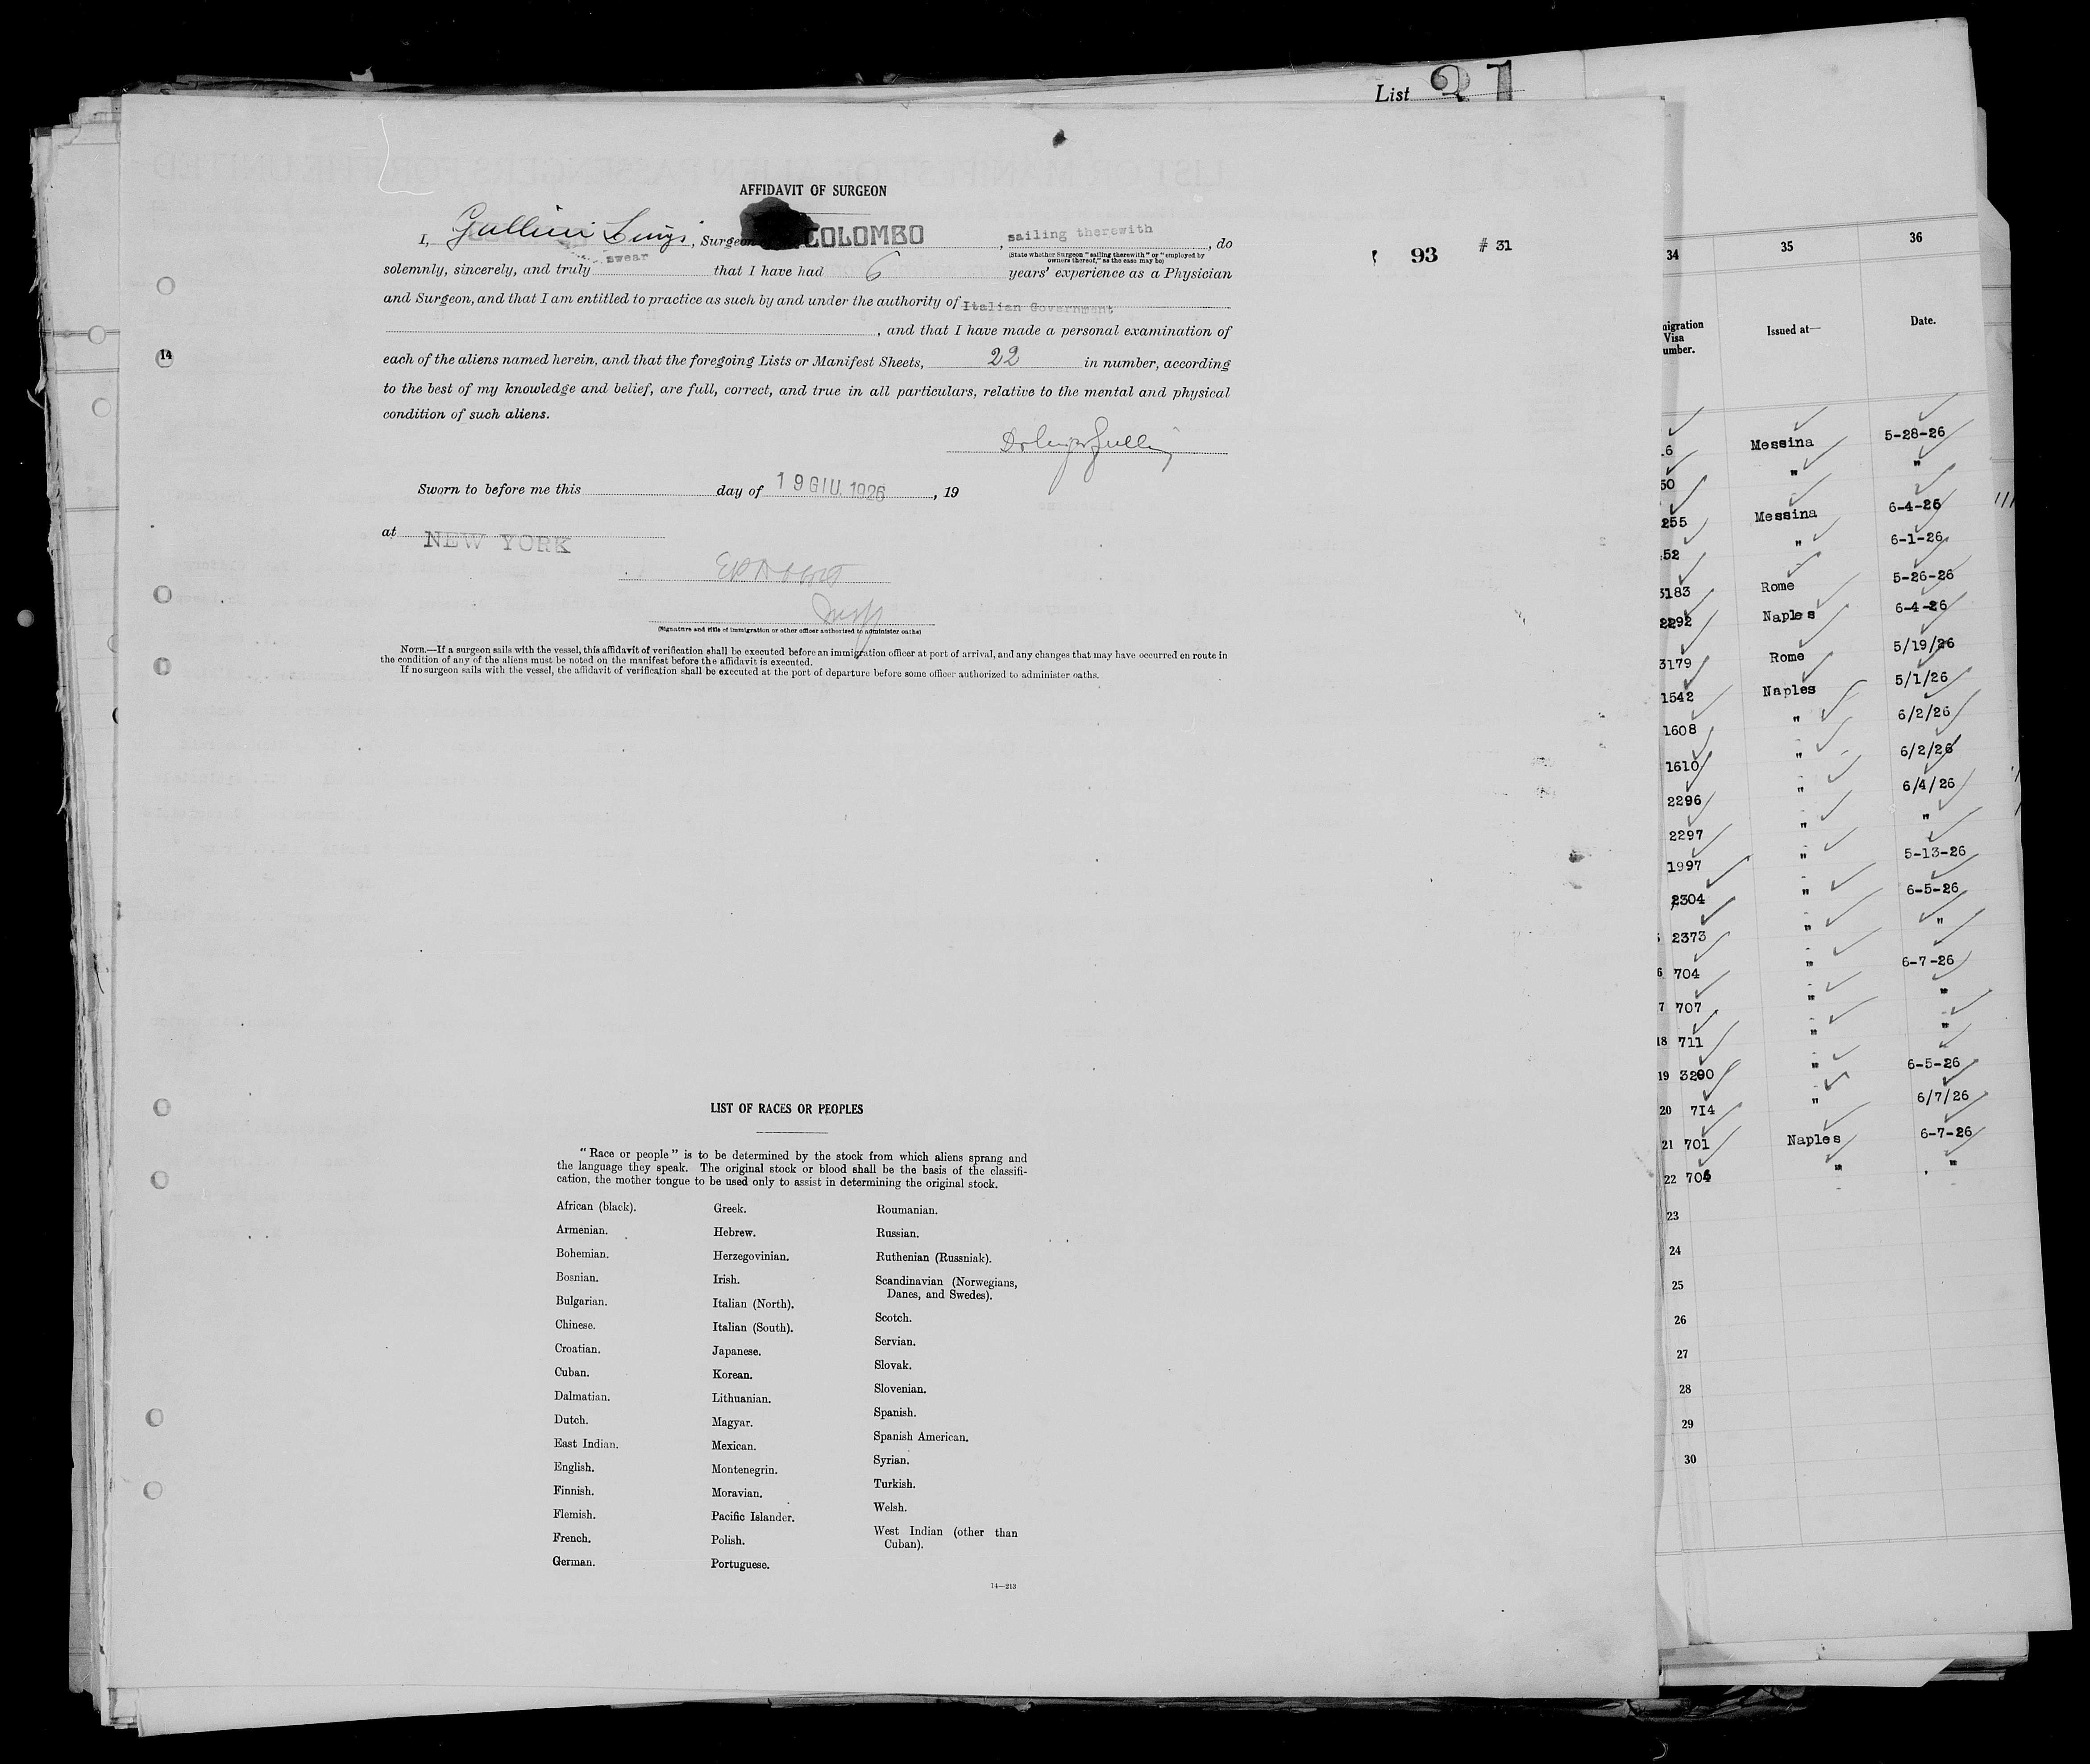 List 21
AFFIDAVIT OF SURGEON
I, Gullini Luigi, Surgeon COLOMBO, sailing therewith, do
(State whether Surgeon "sailing therewith" or "employed by
owners thereof," as the case may be)
solemnly, sincerely, and truly swear that I have had 6 years' experience as a Physician
and Surgeon, and that I am entitled to practice as such by and under the authority of Italian Government
, and that I have made a personal examination of
each of the aliens named herein, and that the foregoing Lists or Manifest Sheets, 22 in number, according
to the best of my knowledge and belief, are full, correct, and true in all particulars, relative to the mental and physical
condition of such aliens.
Sworn to before me this day of 19 GIU. 1926, 19
at NEW YORK
(Signature and title of immigration or other officer authorized to administer oaths)
NOTE.—If a surgeon sails with the vessel, this affidavit of verification shall be executed before an immigration officer at port of arrival, and any changes that may have occurred en route in
the condition of any of the aliens must be noted on the manifest before the affidavit is executed.
If no surgeon sails with the vessel, the affidavit of verification shall be executed at the port of departure before some officer authorized to administer oaths.
93 # 31
14
LIST OF RACES OR PEOPLES
"Race or people" is to be determined by the stock from which aliens sprang and
the language they speak. The original stock or blood shall be the basis of the classifi-
cation, the mother tongue to be used only to assist in determining the original stock.
African (black).
Armenian.
Bohemian.
Bosnian.
Bulgarian.
Chinese.
Croatian.
Cuban.
Dalmatian.
Dutch.
East Indian.
English.
Finnish.
Flemish.
French.
German.
Greek.
Hebrew.
Herzegovinian.
Irish.
Italian (North).
Italian (South).
Japanese.
Korean.
Lithuanian.
Magyar.
Mexican.
Montenegrin.
Moravian.
Pacific Islander.
Polish.
Portuguese.
Roumanian.
Russian.
Ruthenian (Russniak).
Scandinavian (Norwegians,
Danes, and Swedes).
Scotch.
Servian.
Slovak.
Slovenian.
Spanish.
Spanish American.
Syrian.
Turkish.
Welsh.
West Indian (other than
Cuban).
14—213
34 35 36
migration
Visa
umber. Issued at— Date.
16 Messina 5-28-26
50 " "
255 Messina 6-4-26
52 " 6-1-26
3183 Rome 5-26-26
2292 Naples 6-4-26
3179 Rome 5/19/26
1542 Naples 5/1/26
1608 " 6/2/26
1610 " 6/2/26
2296 " 6/4/26
2297 " "
1997 " 5-13-26
2304 " 6-5-26
2373 " "
6 704 " 6-7-26
7 707 " "
18 711 " "
19 3200 " 6-5-26
20 714 " 6/7/26
21 701 Naples 6-7-26
22 706 " "
23
24
25
26
27
28
29
30